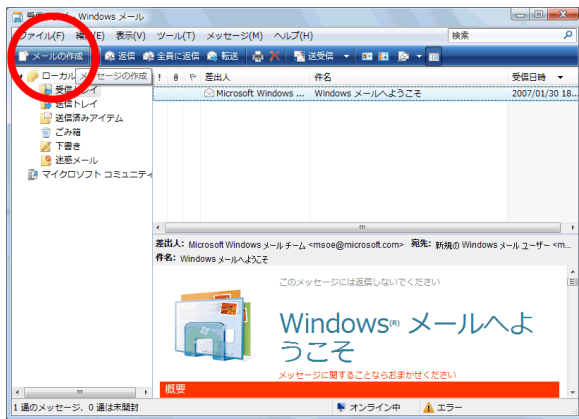 受信トレイ - Windows メール
ファイル(F) 編集(E) 表示(V) ツール(T) メッセージ(M) ヘルプ(H) 検索
メールの作成 返信 全員に返信 転送 送受信
ローカル メッセージの作成 ! 差出人 件名 受信日時
受信トレイ Microsoft Windows ... Windows メールへようこそ 2007/01/30 18...
送信トレイ
送信済みアイテム
ごみ箱
下書き
迷惑メール
マイクロソフト コミュニティ
差出人: Microsoft Windows メール チーム <msoe@microsoft.com> 宛先: 新規の Windows メール ユーザー <m...
件名: Windows メールへようこそ
このメッセージには返信しないでください
Windows(R) メールへよ
うこそ
メッセージに関することならおまかせください
概要
1 通のメッセージ、0 通は未開封 オンライン中 エラー